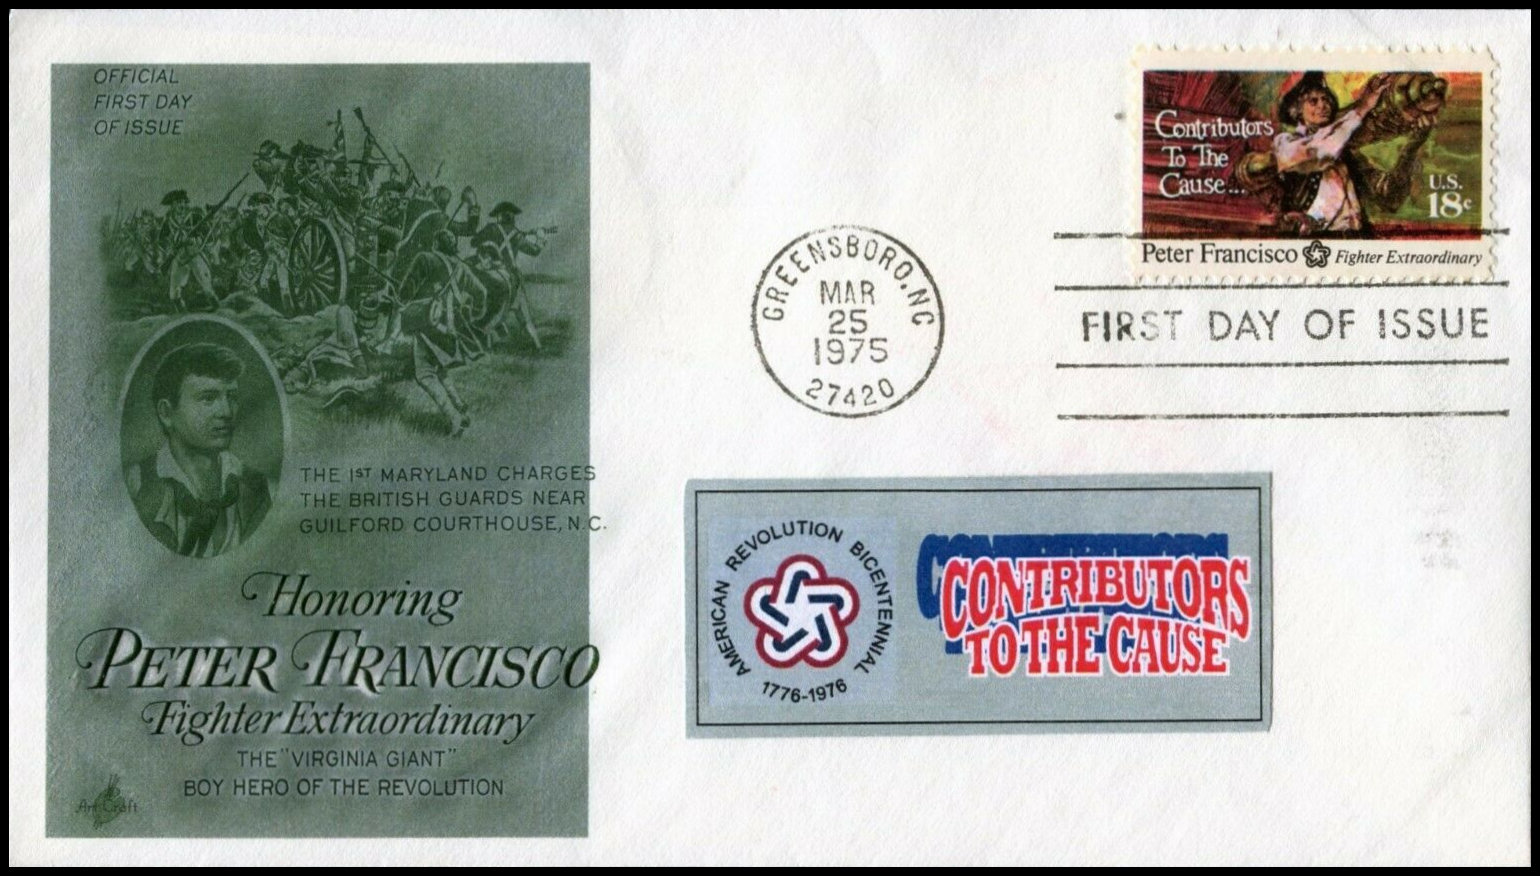 OFFICIAL
FIRST DAY
OF ISSUE
THE 1ST MARYLAND CHARGES
THE BRITISH GUARDS NEAR
GUILFORD COURTHOUSE, N.C.
Honoring
PETER FRANCISCO
Fighter Extraordinary
THE "VIRGINIA GIANT"
BOY HERO OF THE REVOLUTION
Art Craft
GREENSBORO, NC
MAR
25
1975
27420
Contributors
To The
Cause...
U.S.
18c
Peter Francisco Fighter Extraordinary
FIRST DAY OF ISSUE
AMERICAN REVOLUTION BICENTENNIAL
1776-1976
CONTRIBUTORS
TO THE CAUSE